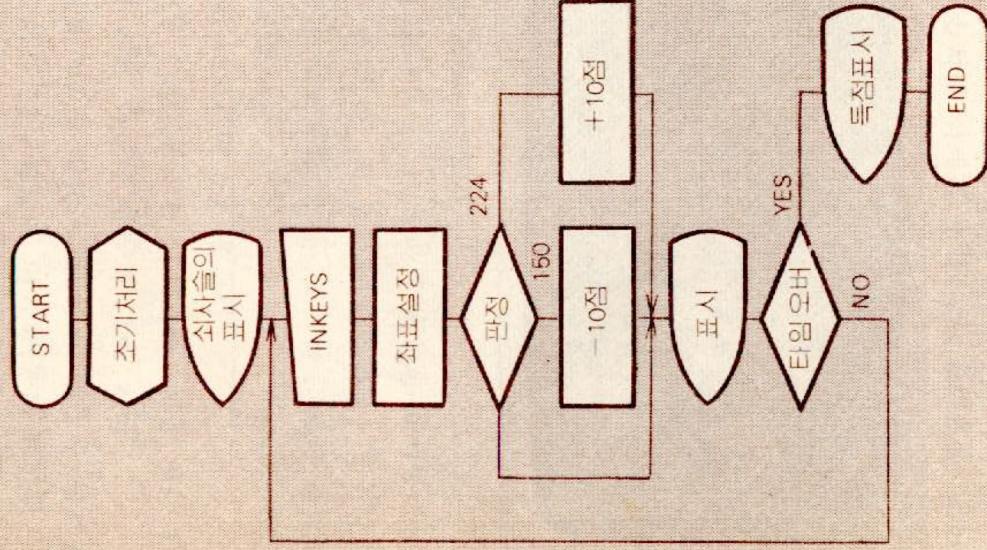 START
초기처리
쇠사슬의
표시
INKEYS
좌표설정
판정
224
150
+10점
-10점
표시
타임오버
YES
NO
득점표시
END